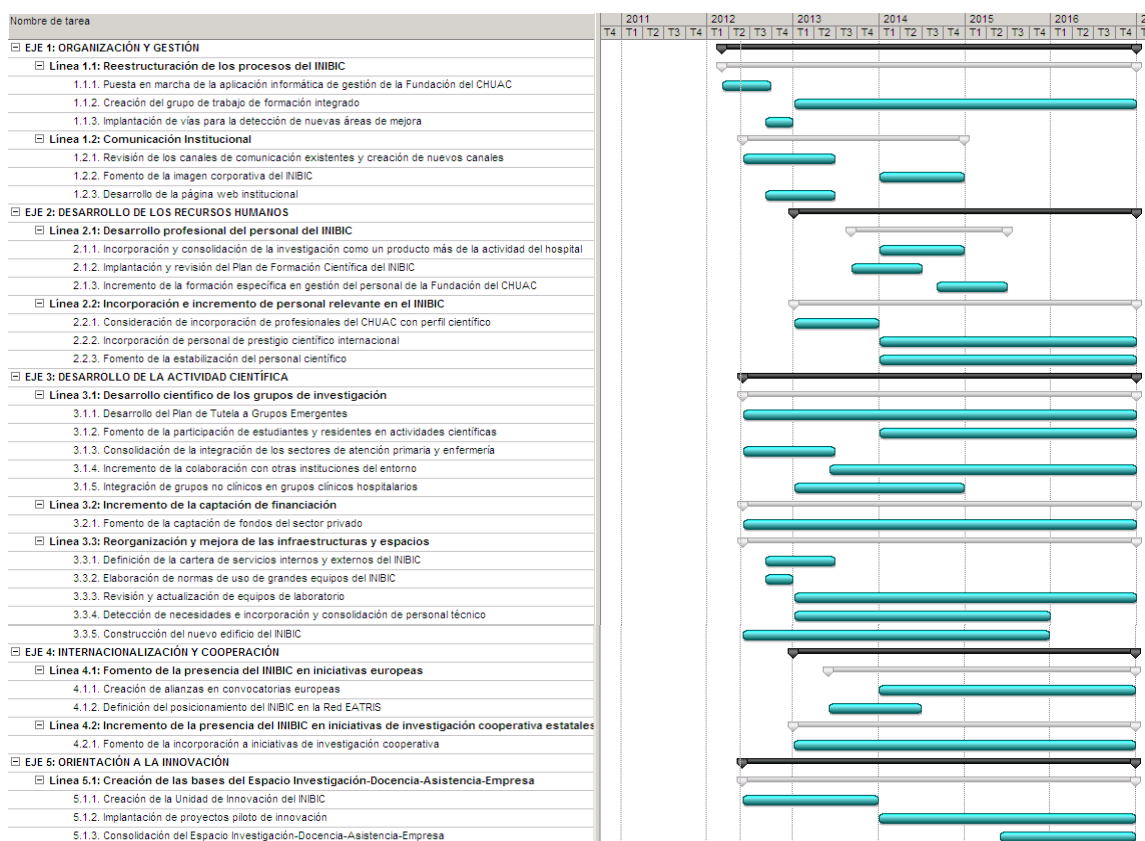 Nombre de tarea
2011 2012 2013 2014 2015 2016 2
T4 T1 T2 T3 T4 T1 T2 T3 T4 T1 T2 T3 T4 T1 T2 T3 T4 T1 T2 T3 T4 T1 T2 T3 T4 T
EJE 1: ORGANIZACIÓN Y GESTIÓN
Línea 1.1: Reestructuración de los procesos del INIBIC
1.1.1. Puesta en marcha de la aplicación informática de gestión de la Fundación del CHUAC
1.1.2. Creación del grupo de trabajo de formación integrado
1.1.3. Implantación de vías para la detección de nuevas áreas de mejora
Línea 1.2: Comunicación Institucional
1.2.1. Revisión de los canales de comunicación existentes y creación de nuevos canales
1.2.2. Fomento de la imagen corporativa del INIBIC
1.2.3. Desarrollo de la página web institucional
EJE 2: DESARROLLO DE LOS RECURSOS HUMANOS
Línea 2.1: Desarrollo profesional del personal del INIBIC
2.1.1. Incorporación y consolidación de la investigación como un producto más de la actividad del hospital
2.1.2. Implantación y revisión del Plan de Formación Científica del INIBIC
2.1.3. Incremento de la formación específica en gestión del personal de la Fundación del CHUAC
Línea 2.2: Incorporación e incremento de personal relevante en el INIBIC
2.2.1. Consideración de incorporación de profesionales del CHUAC con perfil científico
2.2.2. Incorporación de personal de prestigio científico internacional
2.2.3. Fomento de la estabilización del personal científico
EJE 3: DESARROLLO DE LA ACTIVIDAD CIENTÍFICA
Línea 3.1: Desarrollo científico de los grupos de investigación
3.1.1. Desarrollo del Plan de Tutela a Grupos Emergentes
3.1.2. Fomento de la participación de estudiantes y residentes en actividades científicas
3.1.3. Consolidación de la integración de los sectores de atención primaria y enfermería
3.1.4. Incremento de la colaboración con otras instituciones del entorno
3.1.5. Integración de grupos no clínicos en grupos clínicos hospitalarios
Línea 3.2: Incremento de la captación de financiación
3.2.1. Fomento de la captación de fondos del sector privado
Línea 3.3: Reorganización y mejora de las infraestructuras y espacios
3.3.1. Definición de la cartera de servicios internos y externos del INIBIC
3.3.2. Elaboración de normas de uso de grandes equipos del INIBIC
3.3.3. Revisión y actualización de equipos de laboratorio
3.3.4. Detección de necesidades e incorporación y consolidación de personal técnico
3.3.5. Construcción del nuevo edificio del INIBIC
EJE 4: INTERNACIONALIZACIÓN Y COOPERACIÓN
Línea 4.1: Fomento de la presencia del INIBIC en iniciativas europeas
4.1.1. Creación de alianzas en convocatorias europeas
4.1.2. Definición del posicionamiento del INIBIC en la Red EATRIS
Línea 4.2: Incremento de la presencia del INIBIC en iniciativas de investigación cooperativa estatales
4.2.1. Fomento de la incorporación a iniciativas de investigación cooperativa
EJE 5: ORIENTACIÓN A LA INNOVACIÓN
Línea 5.1: Creación de las bases del Espacio Investigación-Docencia-Asistencia-Empresa
5.1.1. Creación de la Unidad de Innovación del INIBIC
5.1.2. Implantación de proyectos piloto de innovación
5.1.3. Consolidación del Espacio Investigación-Docencia-Asistencia-Empresa